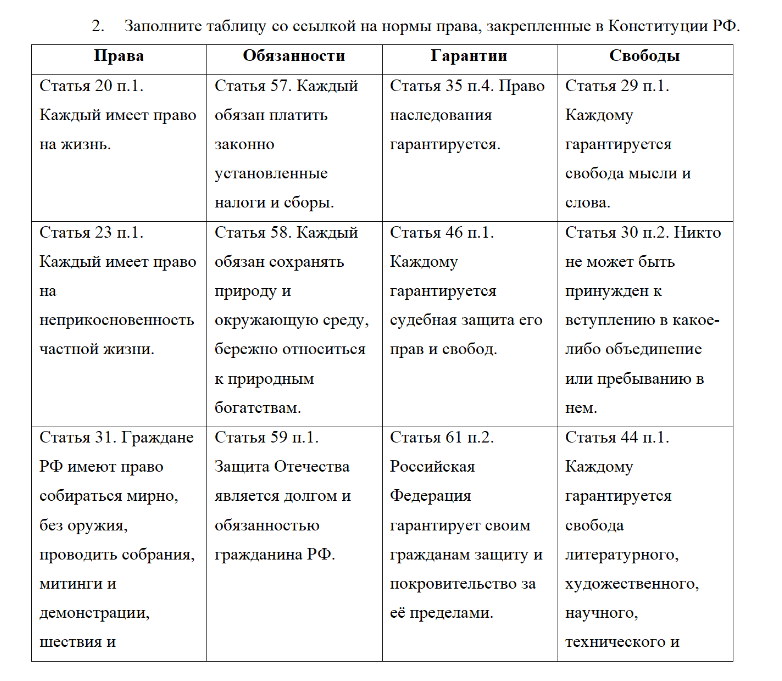 2. Заполните таблицу со ссылкой на нормы права, закрепленные в Конституции РФ.
Права
Обязанности
Гарантии
Свободы
Статья 20 п.1.
Каждый имеет право
на жизнь.
Статья 57. Каждый
обязан платить
законно
установленные
налоги и сборы.
Статья 35 п.4. Право
наследования
гарантируется.
Статья 29 п.1.
Каждому
гарантируется
свобода мысли и
слова.
Статья 23 п.1.
Каждый имеет право
на
неприкосновенность
частной жизни.
Статья 58. Каждый
обязан сохранять
природу и
окружающую среду,
бережно относиться
к природным
богатствам.
Статья 46 п.1.
Каждому
гарантируется
судебная защита его
прав и свобод.
Статья 30 п.2. Никто
не может быть
принужден к
вступлению в какое-
либо объединение
или пребыванию в
нем.
Статья 31. Граждане
РФ имеют право
собираться мирно,
без оружия,
проводить собрания,
митинги и
демонстрации,
шествия и
Статья 59 п.1.
Защита Отечества
является долгом и
обязанностью
гражданина РФ.
Статья 61 п.2.
Российская
Федерация
гарантирует своим
гражданам защиту и
покровительство за
её пределами.
Статья 44 п.1.
Каждому
гарантируется
свобода
литературного,
художественного,
научного,
технического и